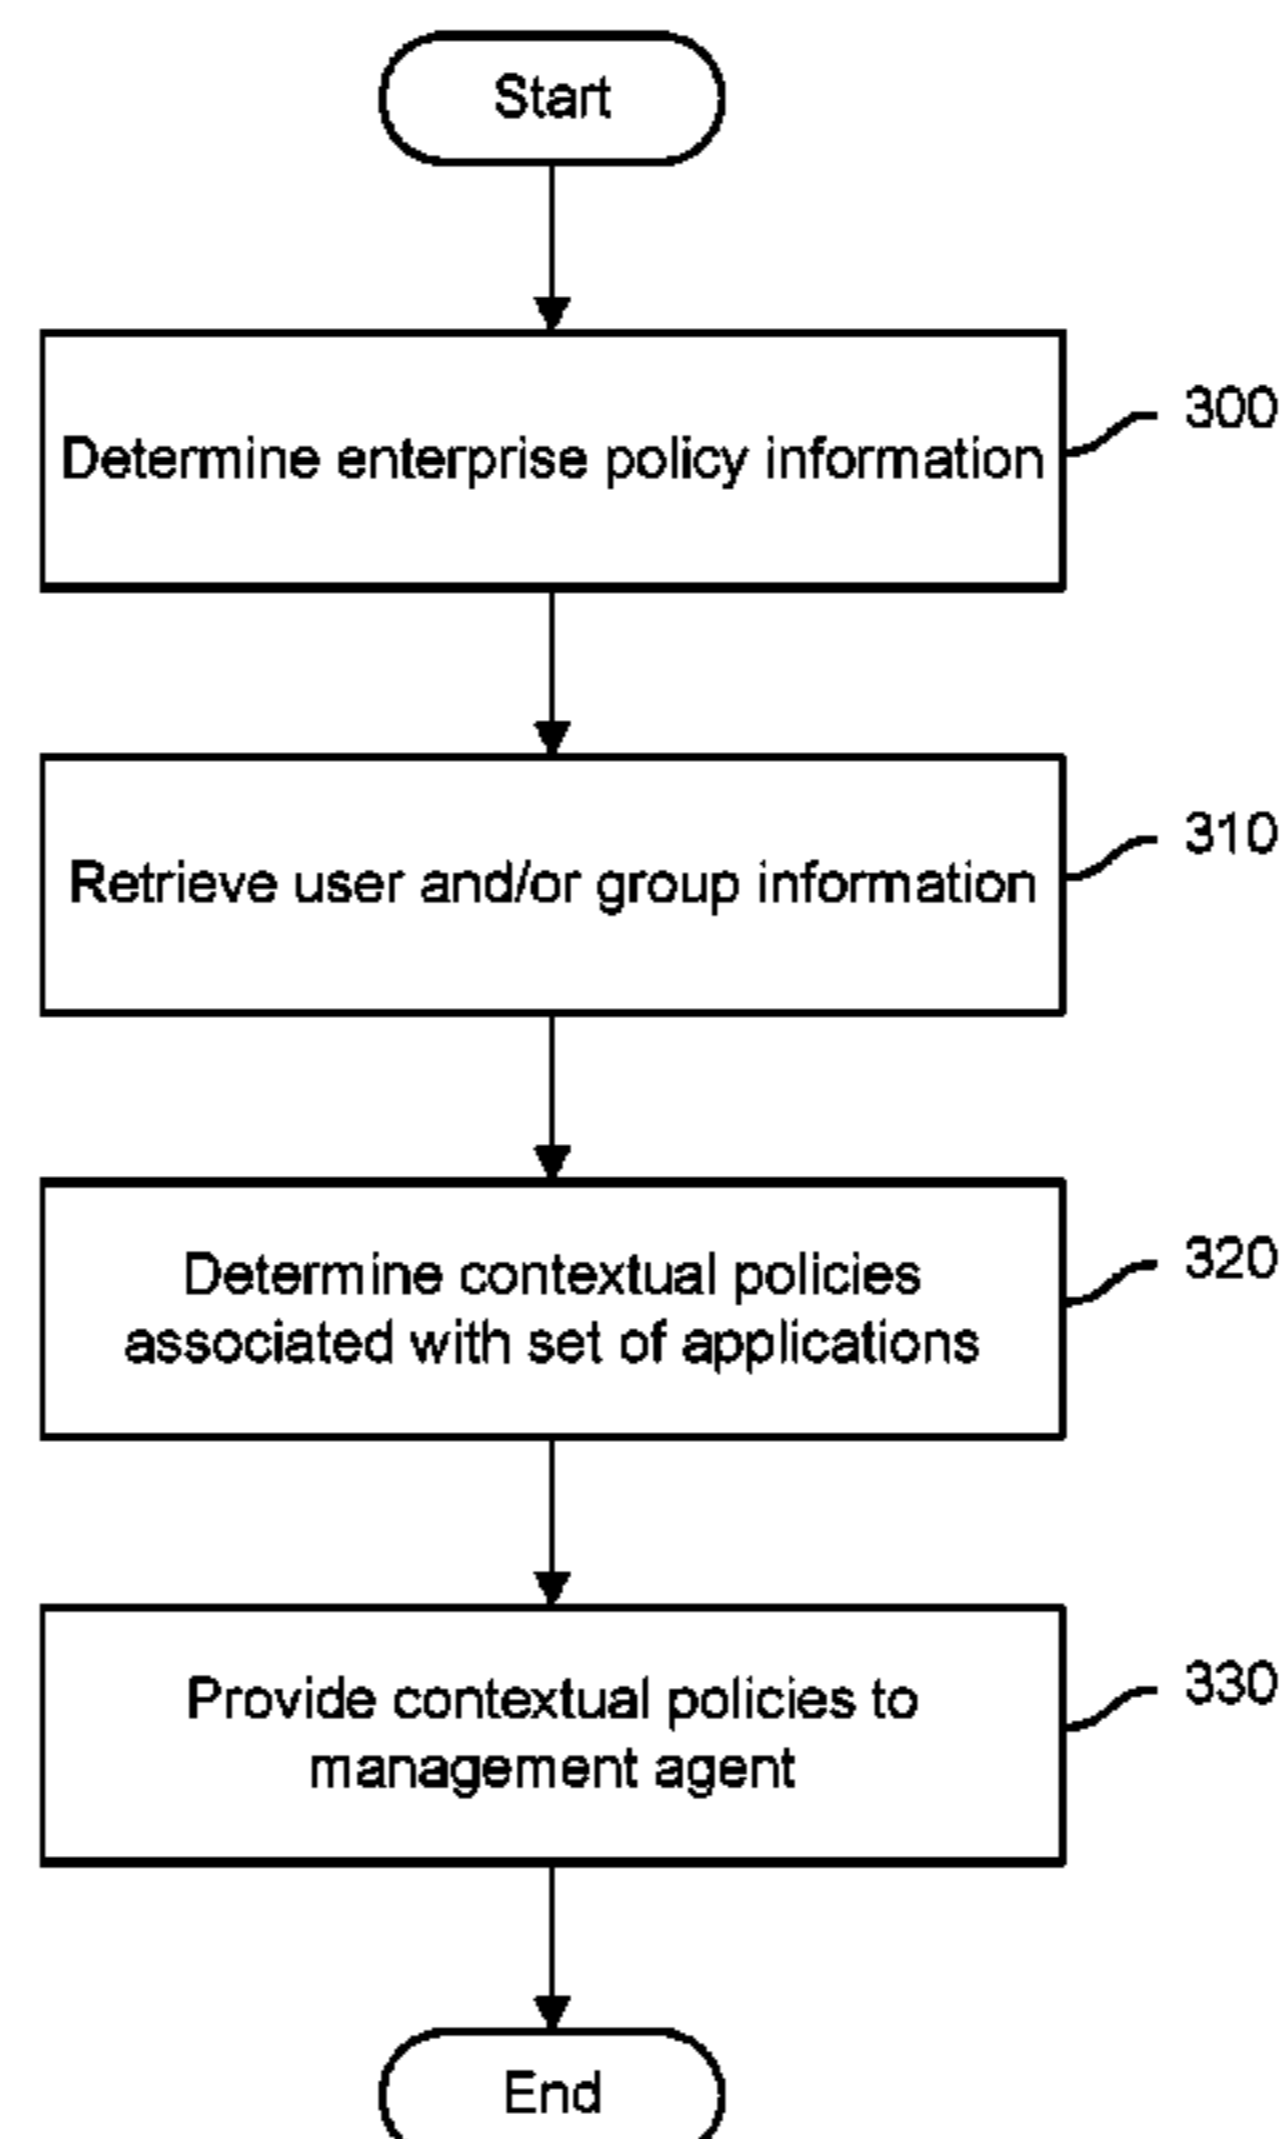 Start
Determine enterprise policy information
300
Retrieve user and/or group information
310
Determine contextual policies
associated with set of applications
320
Provide contextual policies to
management agent
330
End